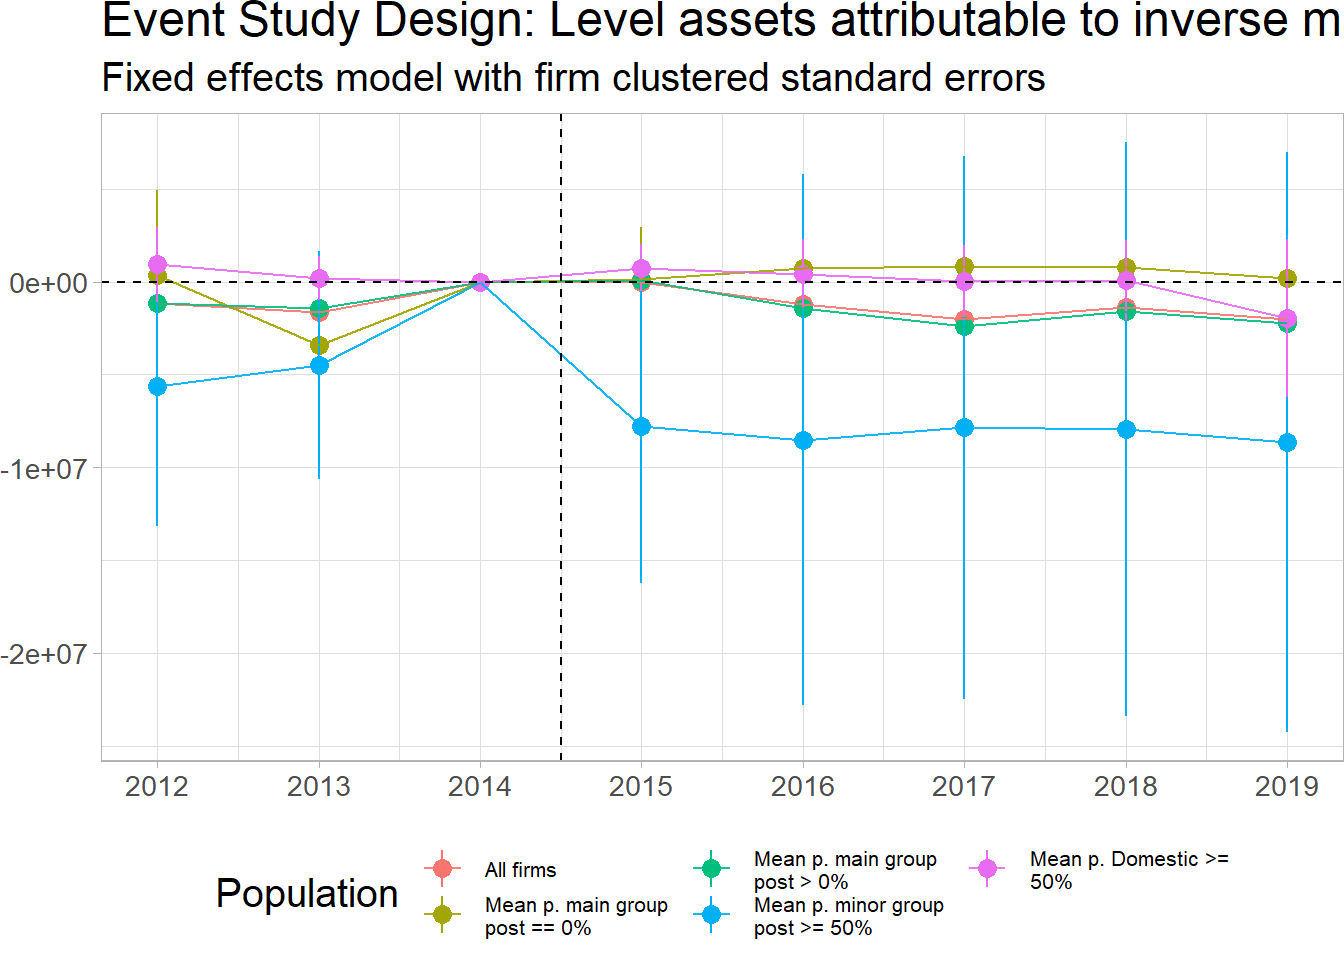 Event Study Design: Level assets attributable to inverse m
Fixed effects model with firm clustered standard errors
0e+00
-1e+07
-2e+07
2012 2013 2014 2015 2016 2017 2018 2019
Population
All firms
Mean p. main group
post == 0%
Mean p. main group
post > 0%
Mean p. minor group
post >= 50%
Mean p. Domestic >=
50%